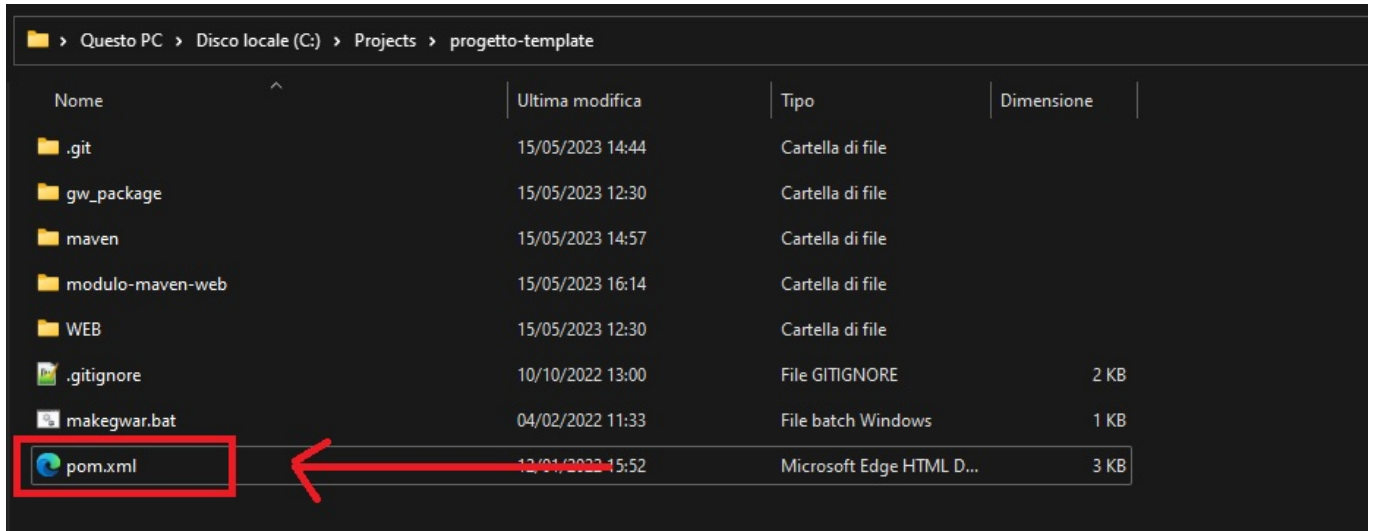 Questo PC > Disco locale (C:) > Projects > progetto-template
Nome Ultima modifica Tipo Dimensione
.git 15/05/2023 14:44 Cartella di file
gw_package 15/05/2023 12:30 Cartella di file
maven 15/05/2023 14:57 Cartella di file
modulo-maven-web 15/05/2023 16:14 Cartella di file
WEB 15/05/2023 12:30 Cartella di file
.gitignore 10/10/2022 13:00 File GITIGNORE 2 KB
makegwar.bat 04/02/2022 11:33 File batch Windows 1 KB
pom.xml 15:52 Microsoft Edge HTML D... 3 KB